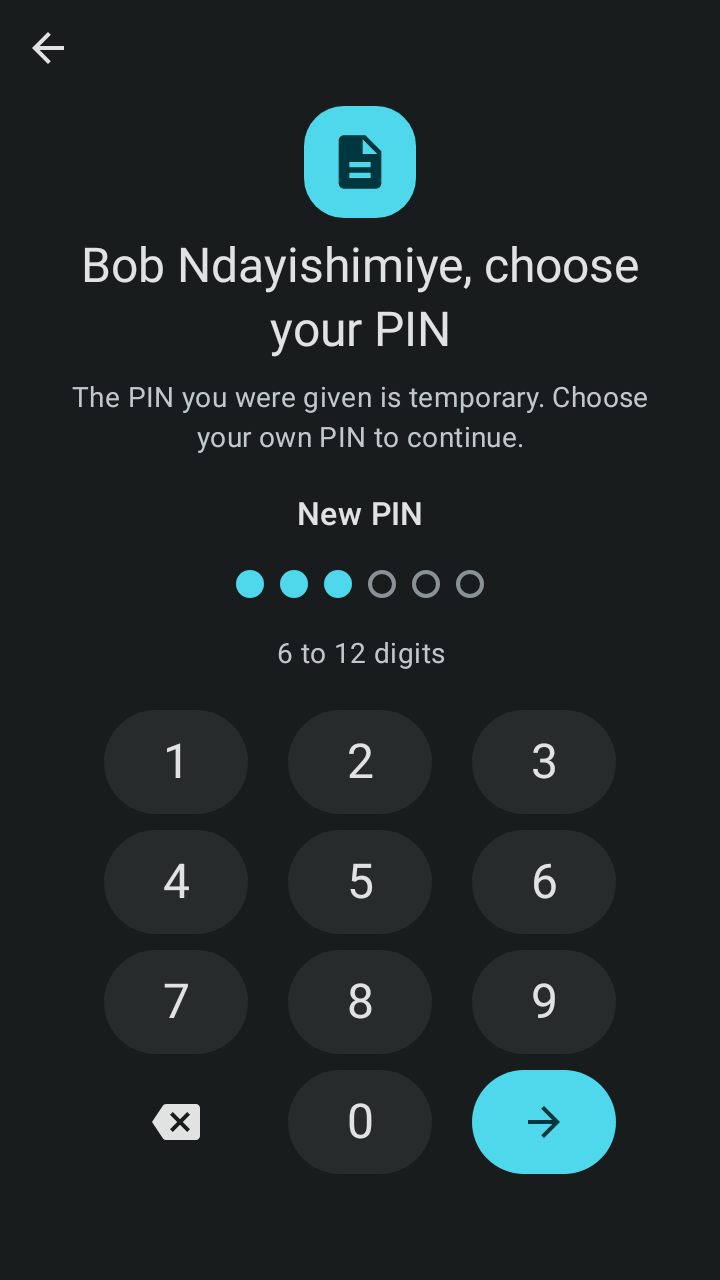 Bob Ndayishimiye, choose
your PIN
The PIN you were given is temporary. Choose
your own PIN to continue.
New PIN
6 to 12 digits
1 2 3
4 5 6
7 8 9
0